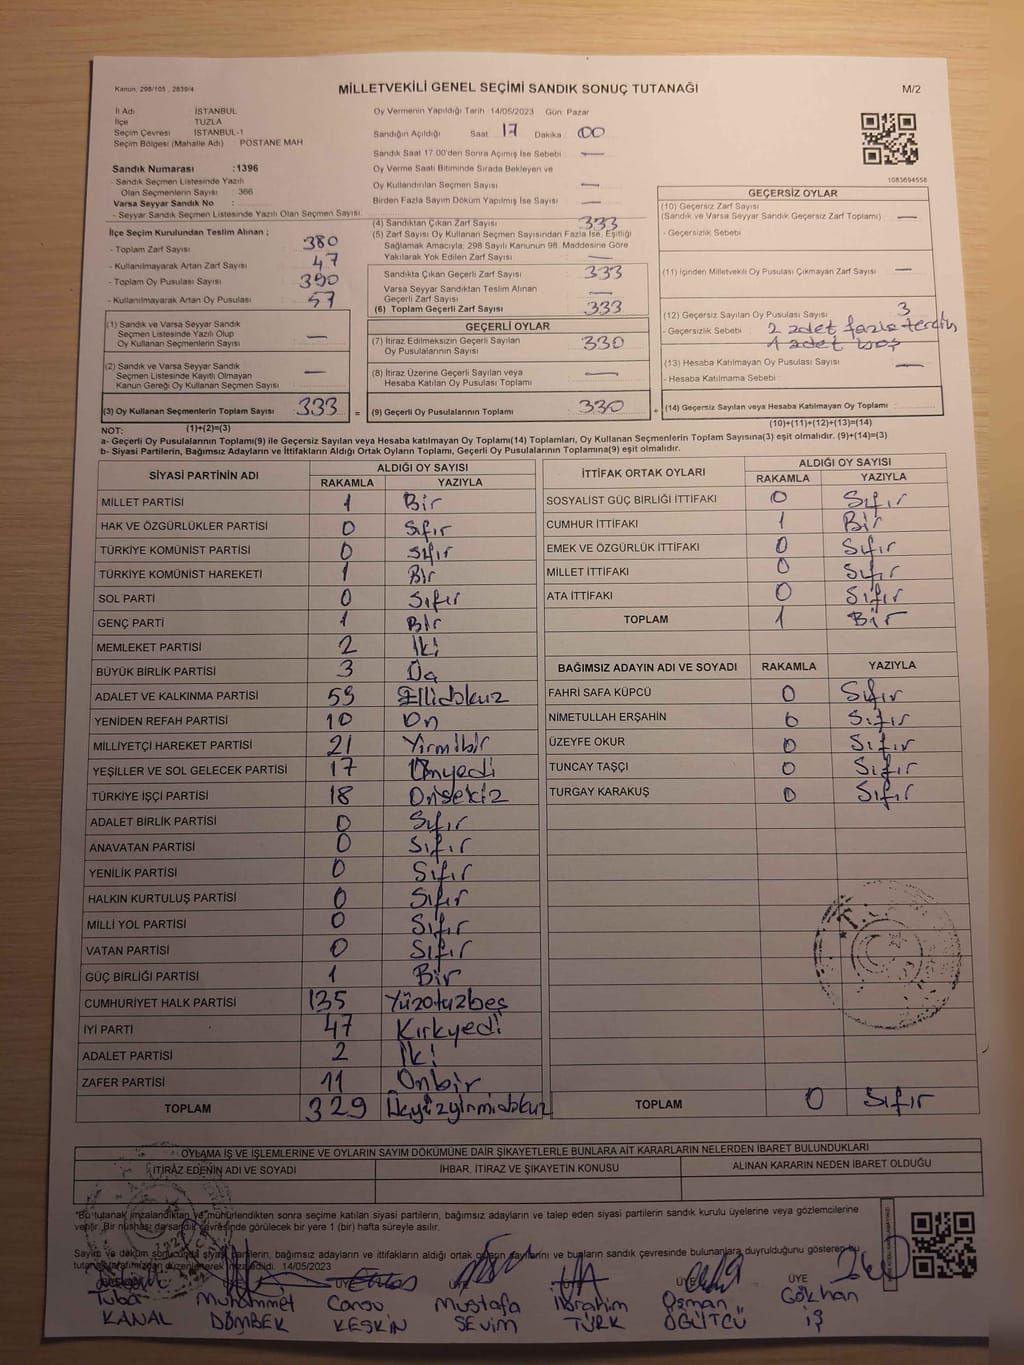 Kanun, 298/105 , 2839/4
MİLLETVEKİLİ GENEL SEÇİMİ SANDIK SONUÇ TUTANAĞI
M/2
İl Adı İSTANBUL
İlçe TUZLA
Seçim Çevresi İSTANBUL-1
Seçim Bölgesi (Mahalle Adı) POSTANE MAH.
Oy Vermenin Yapıldığı Tarih 14/05/2023 Gün: Pazar
Sandığın Açıldığı Saat 17 Dakika 00
Sandık Saat 17.00'den Sonra Açımış İse Sebebi —
Oy Verme Saati Bitiminde Sırada Bekleyen ve
Oy Kullandırılan Seçmen Sayısı —
Birden Fazla Sayım Döküm Yapılmış İse Sayısı —
1083694558
Sandık Numarası :1396
- Sandık Seçmen Listesinde Yazılı
Olan Seçmenlerin Sayısı : 366
Varsa Seyyar Sandık No :
- Seyyar Sandık Seçmen Listesinde Yazılı Olan Seçmen Sayısı:
İlçe Seçim Kurulundan Teslim Alınan ;
- Toplam Zarf Sayısı 380
- Kullanılmayarak Artan Zarf Sayısı 47
- Toplam Oy Pusulası Sayısı 390
- Kullanılmayarak Artan Oy Pusulası 57
(1) Sandık ve Varsa Seyyar Sandık
Seçmen Listesinde Yazılı Olup
Oy Kullanan Seçmenlerin Sayısı —
(2) Sandık ve Varsa Seyyar Sandık
Seçmen Listesinde Kayıtlı Olmayan
Kanun Gereği Oy Kullanan Seçmen Sayısı —
(3) Oy Kullanan Seçmenlerin Toplam Sayısı 333 =
(1)+(2)=(3)
(4) Sandıktan Çıkan Zarf Sayısı 333
(5) Zarf Sayısı Oy Kullanan Seçmen Sayısından Fazla İse, Eşitliği
Sağlamak Amacıyla, 298 Sayılı Kanunun 98. Maddesine Göre
Yakılarak Yok Edilen Zarf Sayısı —
Sandıkta Çıkan Geçerli Zarf Sayısı 333
Varsa Seyyar Sandıktan Teslim Alınan
Geçerli Zarf Sayısı —
(6) Toplam Geçerli Zarf Sayısı 333
GEÇERLİ OYLAR
(7) İtiraz Edilmeksizin Geçerli Sayılan
Oy Pusulalarının Sayısı 330
(8) İtiraz Üzerine Geçerli Sayılan veya
Hesaba Katılan Oy Pusulası Toplamı —
(9) Geçerli Oy Pusulalarının Toplamı 330 +
GEÇERSİZ OYLAR
(10) Geçersiz Zarf Sayısı
(Sandık ve Varsa Seyyar Sandık Geçersiz Zarf Toplamı) —
- Geçersizlik Sebebi
(11) İçinden Milletvekili Oy Pusulası Çıkmayan Zarf Sayısı —
(12) Geçersiz Sayılan Oy Pusulası Sayısı 3
- Geçersizlik Sebebi 2 adet fazla tercih
1 adet boş
(13) Hesaba Katılmayan Oy Pusulası Sayısı —
- Hesaba Katılmama Sebebi
(14) Geçersiz Sayılan veya Hesaba Katılmayan Oy Toplamı
(10)+(11)+(12)+(13)=(14)
NOT:
a- Geçerli Oy Pusulalarının Toplamı(9) ile Geçersiz Sayılan veya Hesaba katılmayan Oy Toplamı(14) Toplamları, Oy Kullanan Seçmenlerin Toplam Sayısına(3) eşit olmalıdır. (9)+(14)=(3)
b- Siyasi Partilerin, Bağımsız Adayların ve İttifakların Aldığı Ortak Oyların Toplamı, Geçerli Oy Pusulalarının Toplamına(9) eşit olmalıdır.
SİYASİ PARTİNİN ADI ALDIĞI OY SAYISI
RAKAMLA YAZIYLA
MİLLET PARTİSİ 1 Bir
HAK VE ÖZGÜRLÜKLER PARTİSİ 0 Sıfır
TÜRKİYE KOMÜNİST PARTİSİ 0 Sıfır
TÜRKİYE KOMÜNİST HAREKETİ 1 Bir
SOL PARTİ 0 Sıfır
GENÇ PARTİ 1 Bir
MEMLEKET PARTİSİ 2 İki
BÜYÜK BİRLİK PARTİSİ 3 Üç
ADALET VE KALKINMA PARTİSİ 59 Ellidokuz
YENİDEN REFAH PARTİSİ 10 On
MİLLİYETÇİ HAREKET PARTİSİ 21 Yirmibir
YEŞİLLER VE SOL GELECEK PARTİSİ 17 Onyedi
TÜRKİYE İŞÇİ PARTİSİ 18 Onsekiz
ADALET BİRLİK PARTİSİ 0 Sıfır
ANAVATAN PARTİSİ 0 Sıfır
YENİLİK PARTİSİ 0 Sıfır
HALKIN KURTULUŞ PARTİSİ 0 Sıfır
MİLLİ YOL PARTİSİ 0 Sıfır
VATAN PARTİSİ 0 Sıfır
GÜÇ BİRLİĞİ PARTİSİ 1 Bir
CUMHURİYET HALK PARTİSİ 135 Yüzotuzbeş
İYİ PARTİ 47 Kırkyedi
ADALET PARTİSİ 2 İki
ZAFER PARTİSİ 11 Onbir
TOPLAM 329 Üçyüzyirmidokuz
İTTİFAK ORTAK OYLARI ALDIĞI OY SAYISI
RAKAMLA YAZIYLA
SOSYALİST GÜÇ BİRLİĞİ İTTİFAKI 0 Sıfır
CUMHUR İTTİFAKI 1 Bir
EMEK VE ÖZGÜRLÜK İTTİFAKI 0 Sıfır
MİLLET İTTİFAKI 0 Sıfır
ATA İTTİFAKI 0 Sıfır
TOPLAM 1 Bir
BAĞIMSIZ ADAYIN ADI VE SOYADI RAKAMLA YAZIYLA
FAHRİ SAFA KÜPCÜ 0 Sıfır
NİMETULLAH ERŞAHİN 0 Sıfır
ÜZEYFE OKUR 0 Sıfır
TUNCAY TAŞÇI 0 Sıfır
TURGAY KARAKUŞ 0 Sıfır
T.C.
TOPLAM 0 Sıfır
OYLAMA İŞ VE İŞLEMLERİNE VE OYLARIN SAYIM DÖKÜMÜNE DAİR ŞİKAYETLERLE BUNLARA AİT KARARLARIN NELERDEN İBARET BULUNDUKLARI
İTİRAZ EDENİN ADI VE SOYADI İHBAR, İTİRAZ VE ŞİKAYETİN KONUSU ALINAN KARARIN NEDEN İBARET OLDUĞU
*Bu tutanak imzalandıktan ve mühürlendikten sonra seçime katılan siyasi partilerin, bağımsız adayların ve talep eden siyasi partilerin sandık kurulu üyelerine veya gözlemcilerine
verilir. Bir nüshası da sandık çevresinde görülecek bir yere 1 (bir) hafta süreyle asılır.
Sayım ve döküm sonucunda siyasi partilerin, bağımsız adayların ve ittifakların aldığı ortak oyların sayılarını ve bunların sandık çevresinde bulunanlara duyrulduğunu gösteren bu
tutanak tarafımızdan düzenlenerek imza edildi. 14/05/2023
ÜYE ÜYE ÜYE ÜYE ÜYE ÜYE
Tuba Muhammet Cansu Mustafa İbrahim Osman Gökhan
KANAL DÖMBEK KESKİN SEVİM TÜRK ÖĞÜTCÜ İŞ